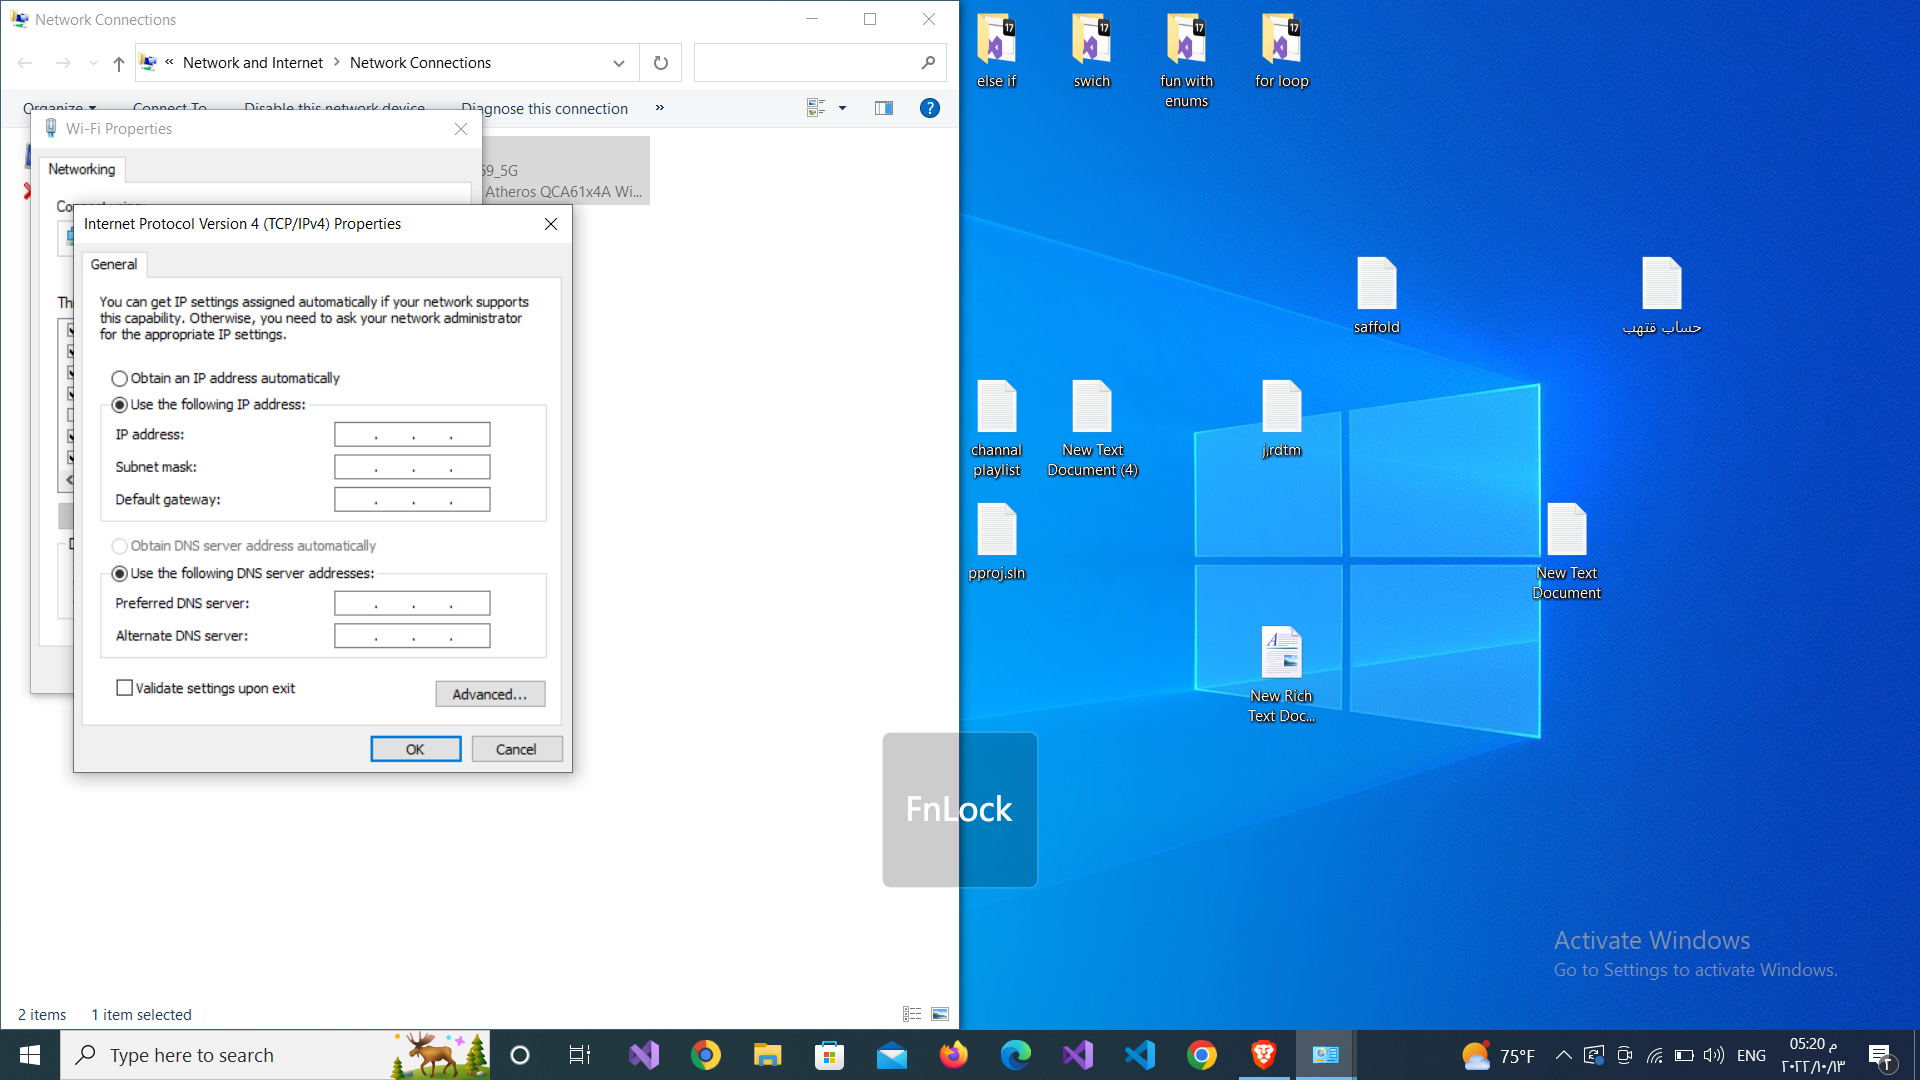 Network Connections
« Network and Internet > Network Connections
Organize
Connect To
Disable this network device
Diagnose this connection
»
Wi-Fi Properties
Networking
59_5G
Atheros QCA61x4A Wi...
Internet Protocol Version 4 (TCP/IPv4) Properties
General
You can get IP settings assigned automatically if your network supports
this capability. Otherwise, you need to ask your network administrator
for the appropriate IP settings.
Obtain an IP address automatically
Use the following IP address:
IP address:
Subnet mask:
Default gateway:
Obtain DNS server address automatically
Use the following DNS server addresses:
Preferred DNS server:
Alternate DNS server:
Validate settings upon exit
Advanced...
OK
Cancel
2 items
1 item selected
else if
swich
fun with
enums
for loop
saffold
حساب قتهب
channal
playlist
New Text
Document (4)
j,rdtm
pproj.sln
New Text
Document
New Rich
Text Doc...
FnLock
Activate Windows
Go to Settings to activate Windows.
Type here to search
75°F
ENG
05:20 م
٢٠٢٢/١٠/١٣
٢